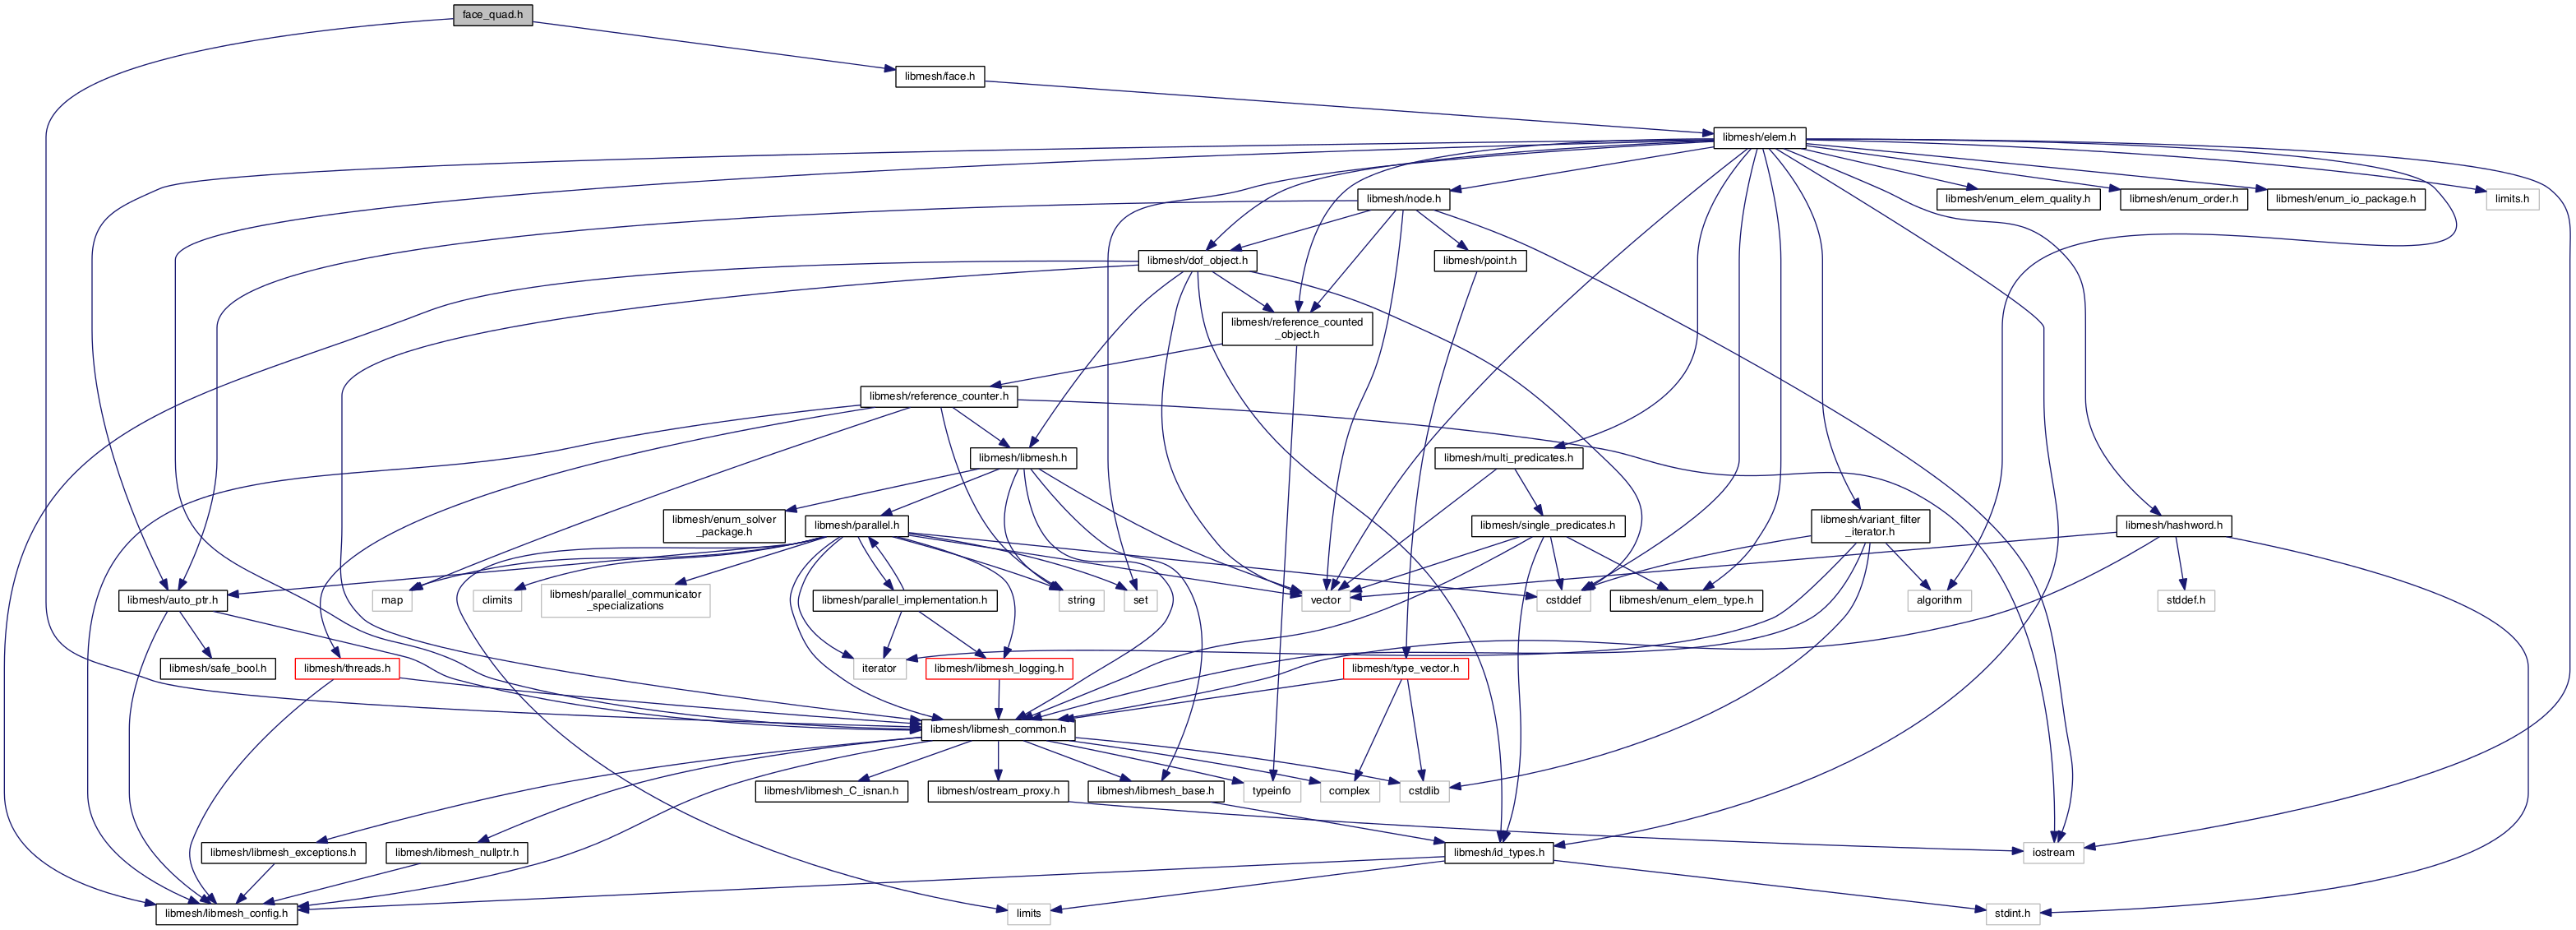 face_quad.h
libmesh/face.h
libmesh/elem.h
libmesh/node.h
libmesh/enum_elem_quality.h
libmesh/enum_order.h
libmesh/enum_io_package.h
limits.h
libmesh/dof_object.h
libmesh/point.h
libmesh/reference_counted
_object.h
libmesh/reference_counter.h
libmesh/libmesh.h
libmesh/multi_predicates.h
libmesh/enum_solver
_package.h
libmesh/parallel.h
libmesh/single_predicates.h
libmesh/variant_filter
_iterator.h
libmesh/hashword.h
libmesh/auto_ptr.h
map
climits
libmesh/parallel_communicator
_specializations
libmesh/parallel_implementation.h
string
set
vector
cstddef
libmesh/enum_elem_type.h
algorithm
stddef.h
libmesh/safe_bool.h
libmesh/threads.h
iterator
libmesh/libmesh_logging.h
libmesh/type_vector.h
libmesh/libmesh_common.h
libmesh/libmesh_C_isnan.h
libmesh/ostream_proxy.h
libmesh/libmesh_base.h
typeinfo
complex
cstdlib
libmesh/libmesh_exceptions.h
libmesh/libmesh_nullptr.h
libmesh/id_types.h
iostream
libmesh/libmesh_config.h
limits
stdint.h